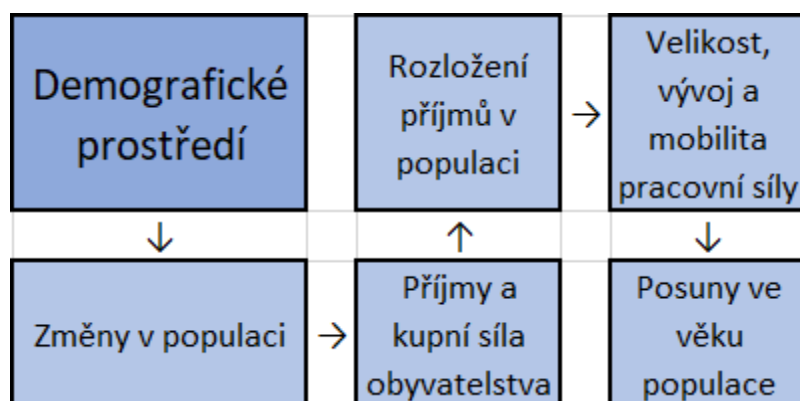 Demografické
prostředí
↓
Změny v populaci
→
Příjmy a
kupní síla
obyvatelstva
↑
Rozložení
příjmů v
populaci
→
Velikost,
vývoj a
mobilita
pracovní síly
↓
Posuny ve
věku
populace